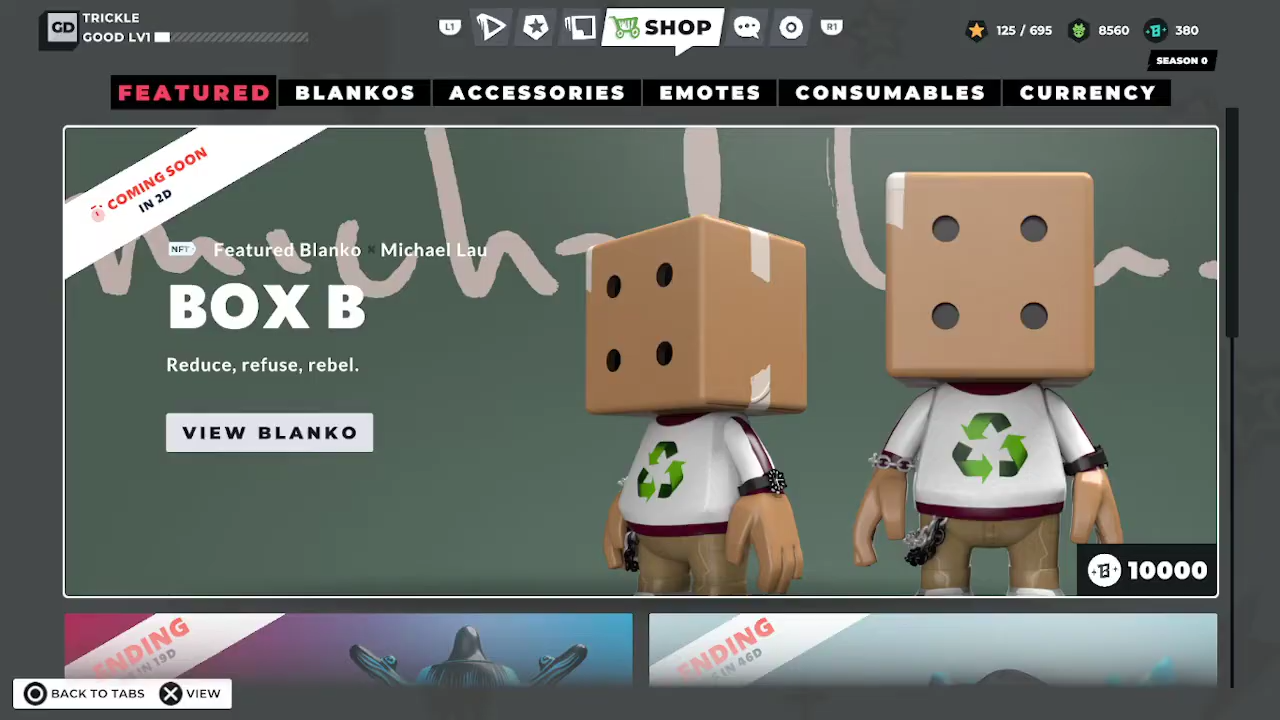 GD
TRICKLE
GOOD LV1
L1
SHOP
R1
125 / 695
8560
380
SEASON 0
FEATURED
BLANKOS
ACCESSORIES
EMOTES
CONSUMABLES
CURRENCY
COMING SOON
IN 2D
NFT
Featured Blanko × Michael Lau
BOX B
Reduce, refuse, rebel.
VIEW BLANKO
10000
ENDING
IN 19D
ENDING
IN 46D
BACK TO TABS
VIEW